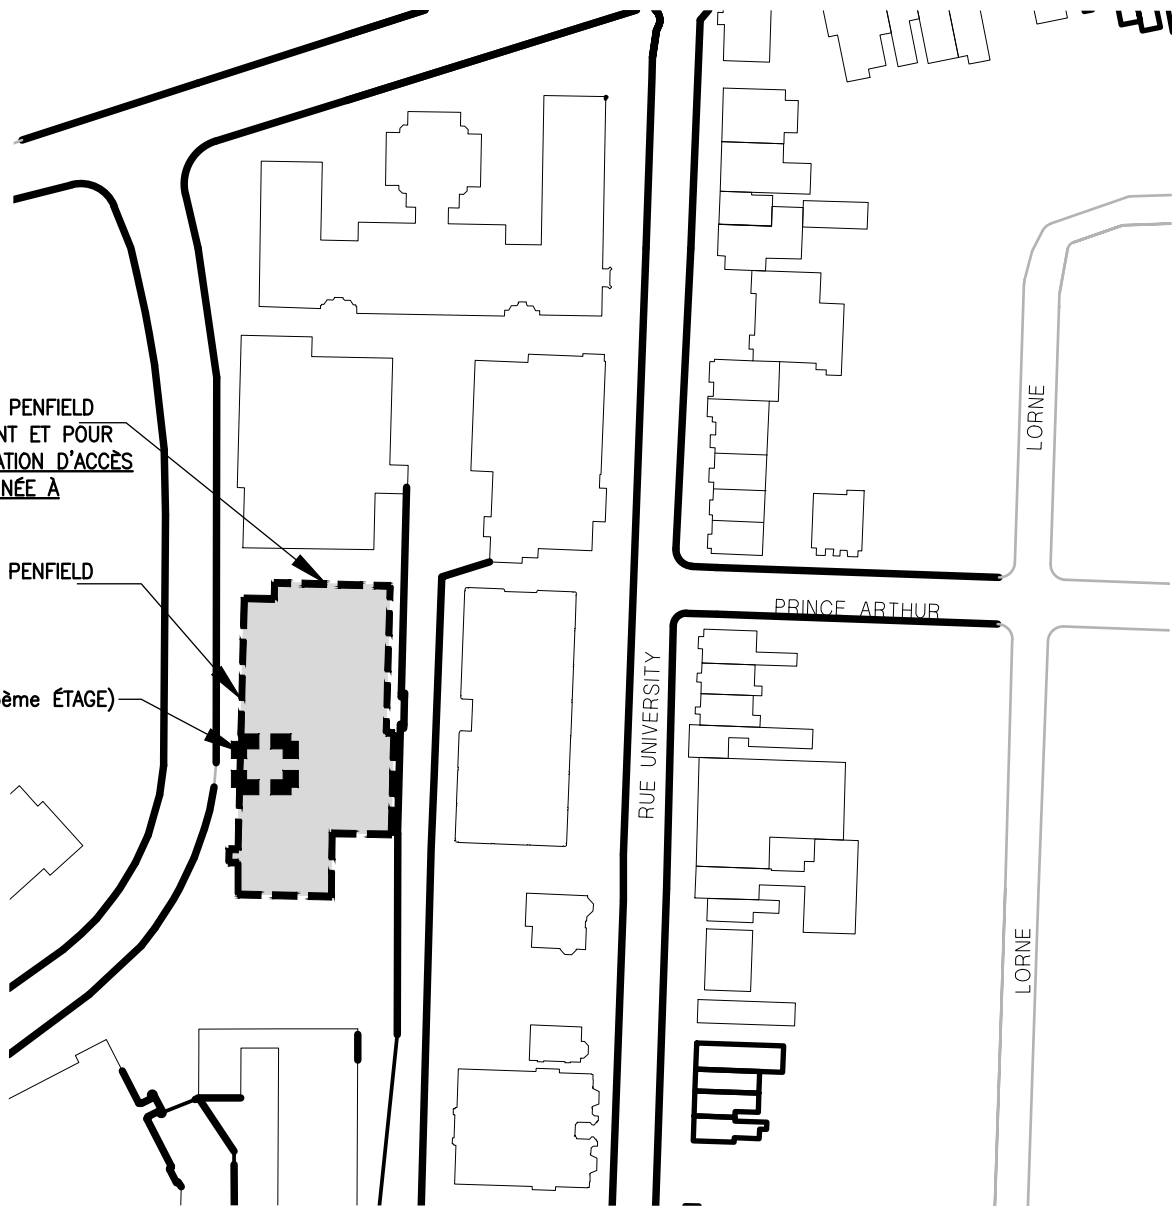 PENFIELD
NT ET POUR
ATION D'ACCÈS
NÉE À
PENFIELD
ème ÉTAGE)
LORNE
PRINCE ARTHUR
RUE UNIVERSITY
LORNE